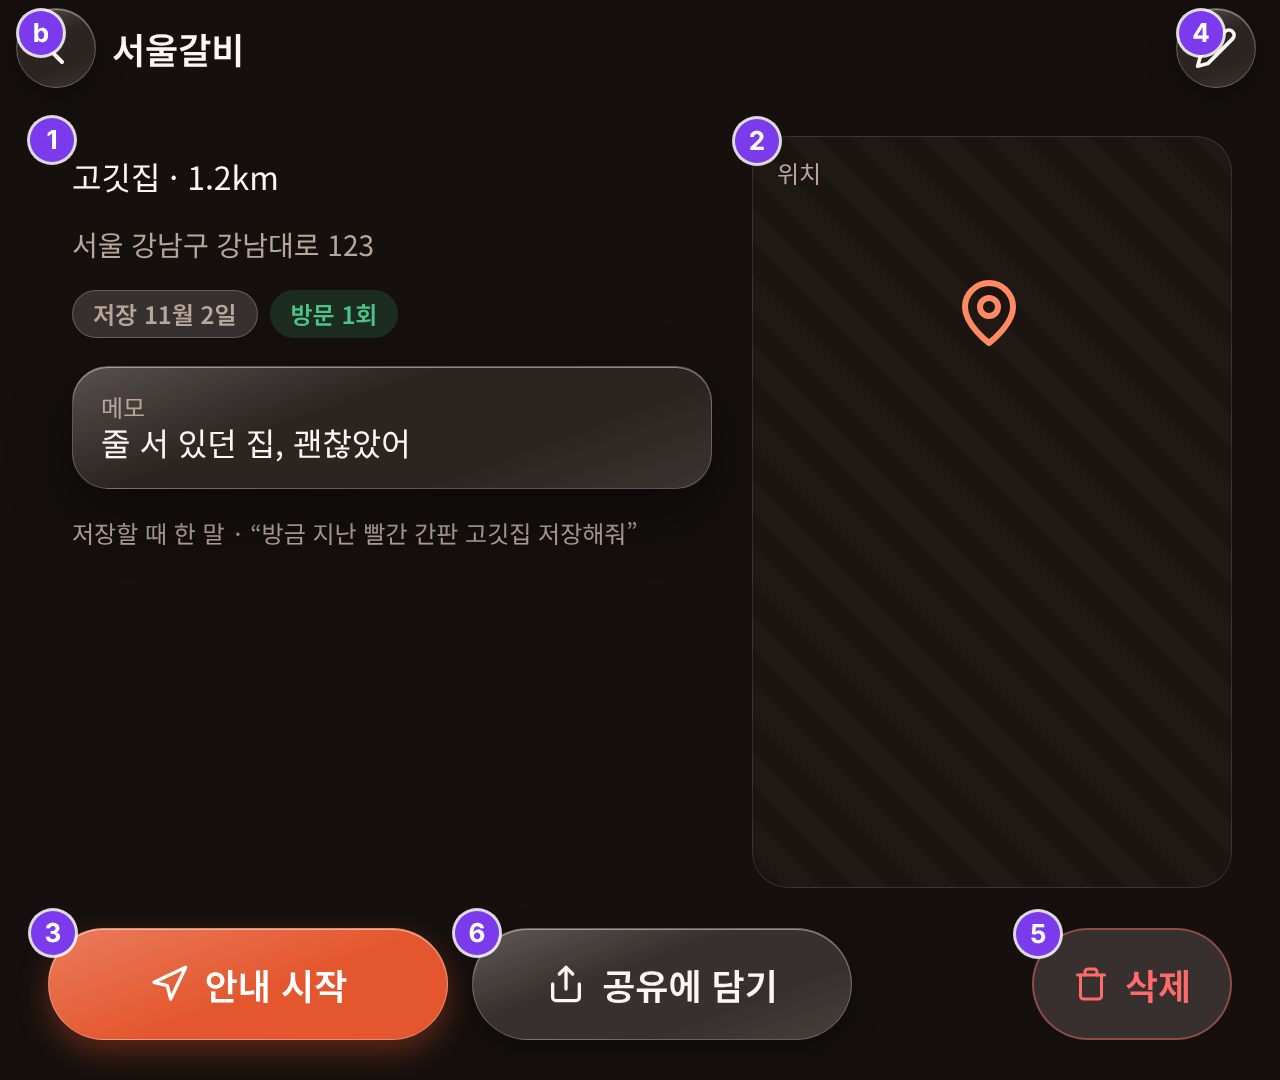 b
서울갈비
4
1
고깃집 · 1.2km
서울 강남구 강남대로 123
저장 11월 2일
방문 1회
메모
줄 서 있던 집, 괜찮았어
저장할 때 한 말 · “방금 지난 빨간 간판 고깃집 저장해줘”
2
위치
3
안내 시작
6
공유에 담기
5
삭제